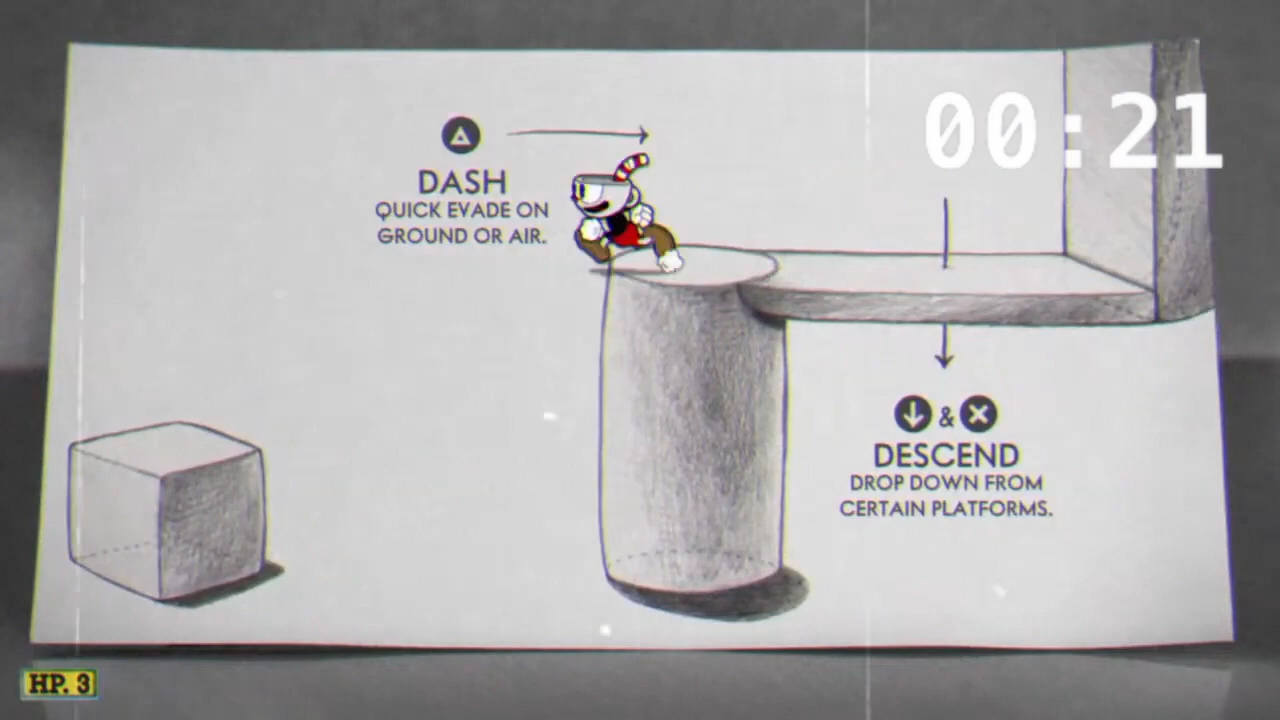 00:21
DASH
QUICK EVADE ON
GROUND OR AIR.
&
DESCEND
DROP DOWN FROM
CERTAIN PLATFORMS.
HP. 3